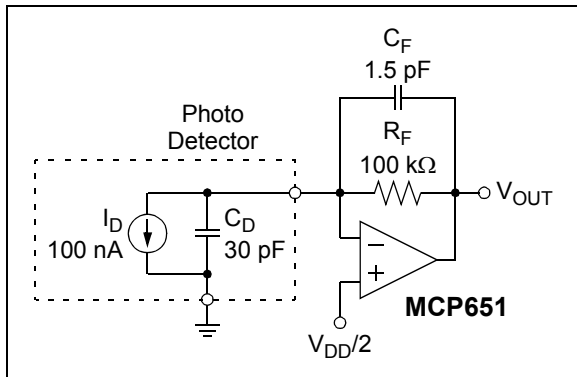 C_F
1.5 pF
Photo
Detector
R_F
100 kΩ
V_OUT
I_D
100 nA
C_D
30 pF
−
+
MCP651
V_DD/2